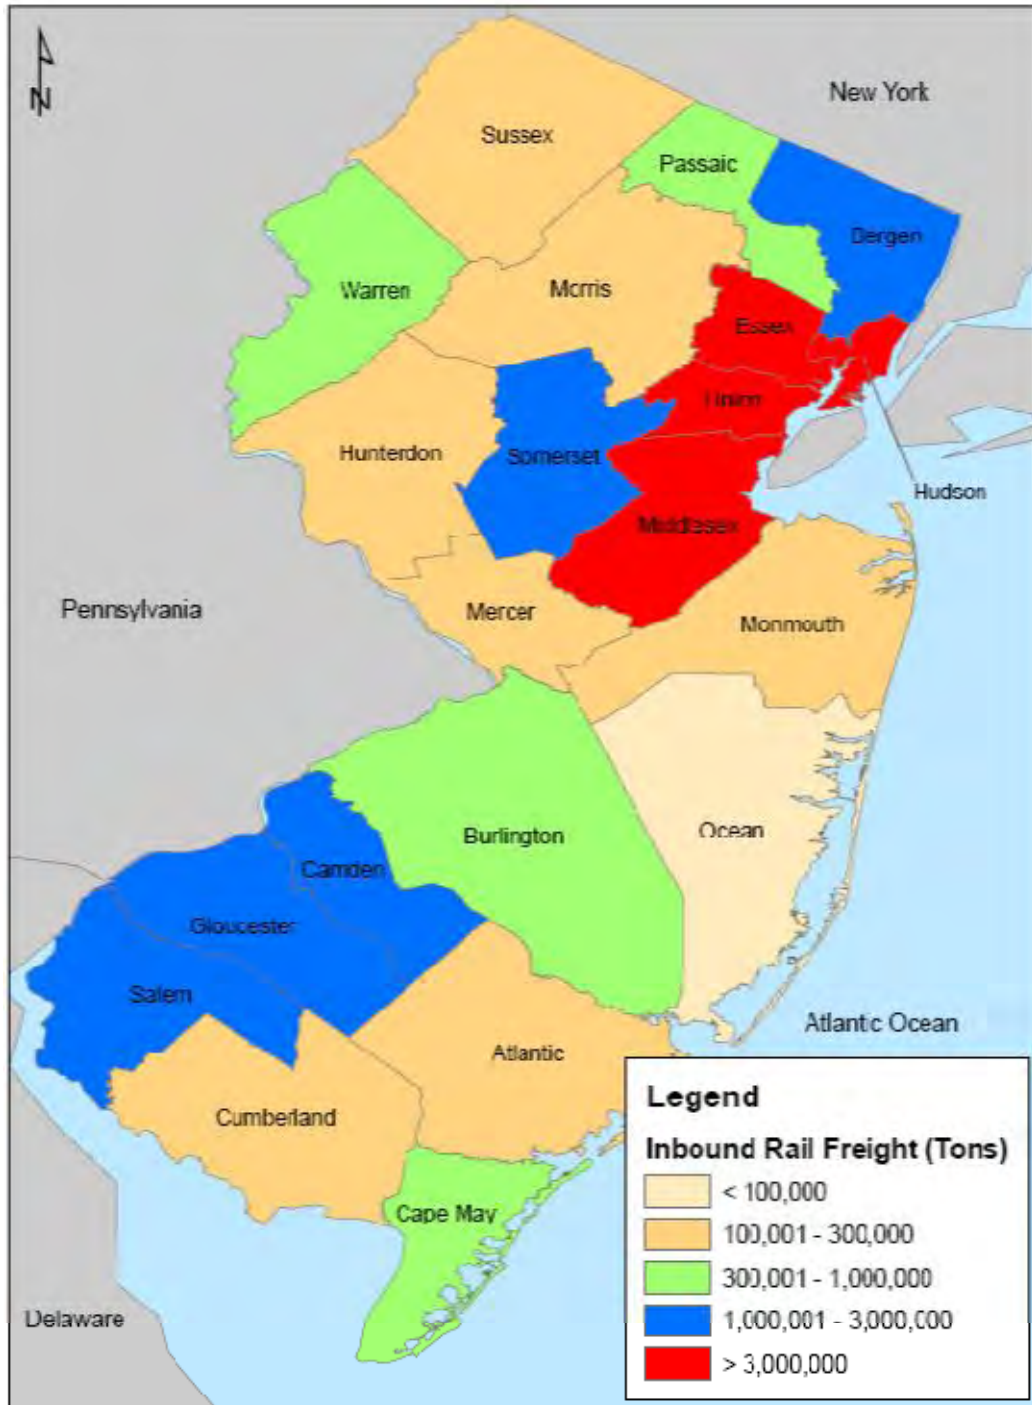 N
New York
Sussex
Passaic
Bergen
Warren
Morris
Essex
Union
Hunterdon
Somerset
Hudson
Middlesex
Pennsylvania
Mercer
Monmouth
Ocean
Burlington
Camden
Gloucester
Salem
Atlantic Ocean
Atlantic
Cumberland
Cape May
Delaware
Legend
Inbound Rail Freight (Tons)
< 100,000
100,001 - 300,000
300,001 - 1,000,000
1,000,001 - 3,000,000
> 3,000,000